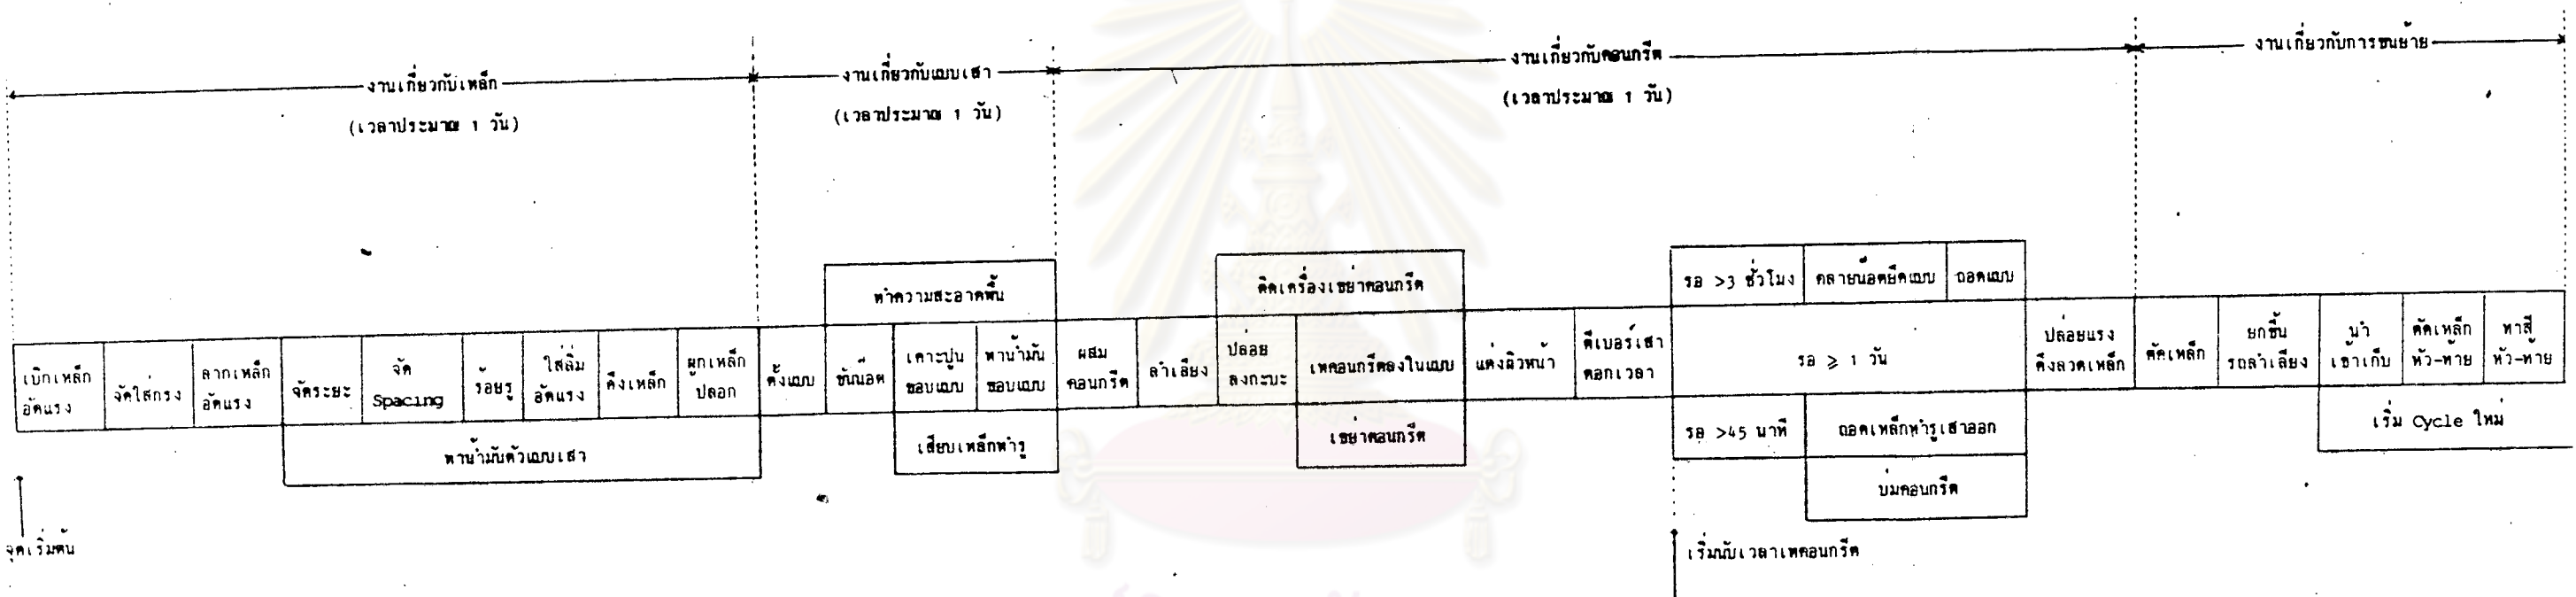 งานเกี่ยวกับเหล็ก
(เวลาประมาณ 1 วัน)
งานเกี่ยวกับแบบเสา
(เวลาประมาณ 1 วัน)
งานเกี่ยวกับคอนกรีต
(เวลาประมาณ 1 วัน)
งานเกี่ยวกับการขนย้าย
ทำความสะอาดพื้น
ติดเครื่องเขย่าคอนกรีต
รอ >3 ชั่วโมง
คลายน็อตยึดแบบ
ถอดแบบ
เบิกเหล็ก
อัดแรง
จัดใส่กรง
ลากเหล็ก
อัดแรง
จัดระยะ
จัด
Spacing
ร้อยรู
ใส่ลิ่ม
อัดแรง
ดึงเหล็ก
ผูกเหล็ก
ปลอก
ตั้งแบบ
ขันน็อต
เคาะปูน
ขอบแบบ
ทาน้ำมัน
ขอบแบบ
ผสม
คอนกรีต
ลำเลียง
ปล่อย
ลงกะบะ
เทคอนกรีตลงในแบบ
แต่งผิวหน้า
ตีเบอร์เสา
ตอกเวลา
รอ ⩾ 1 วัน
ปล่อยแรง
ดึงลวดเหล็ก
ตัดเหล็ก
ยกขึ้น
รถลำเลียง
นำ
เข้าเก็บ
ตัดเหล็ก
หัว-ท้าย
ทาสี
หัว-ท้าย
ทาน้ำมันตัวแบบเสา
เสียบเหล็กทำรู
เขย่าคอนกรีต
รอ >45 นาที
ถอดเหล็กทำรูเสาออก
บ่มคอนกรีต
เริ่ม Cycle ใหม่
จุดเริ่มต้น
เริ่มนับเวลาเทคอนกรีต